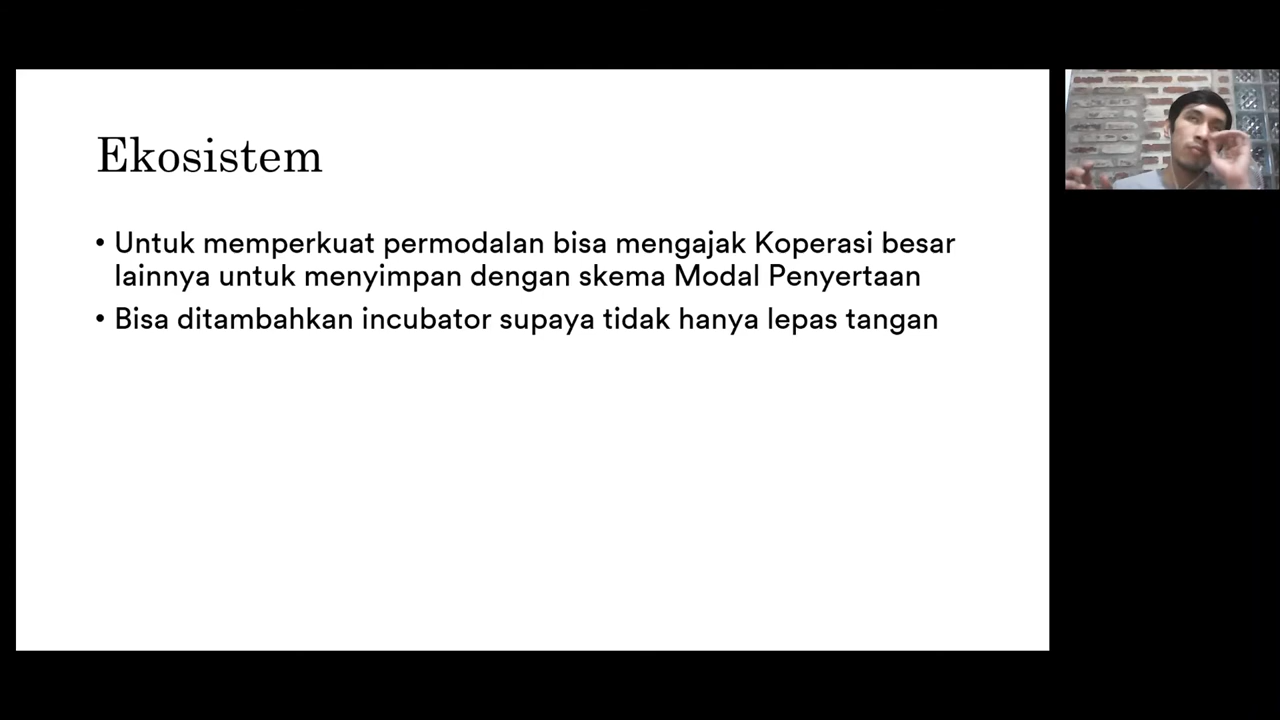 Ekosistem
• Untuk memperkuat permodalan bisa mengajak Koperasi besar
lainnya untuk menyimpan dengan skema Modal Penyertaan
• Bisa ditambahkan incubator supaya tidak hanya lepas tangan